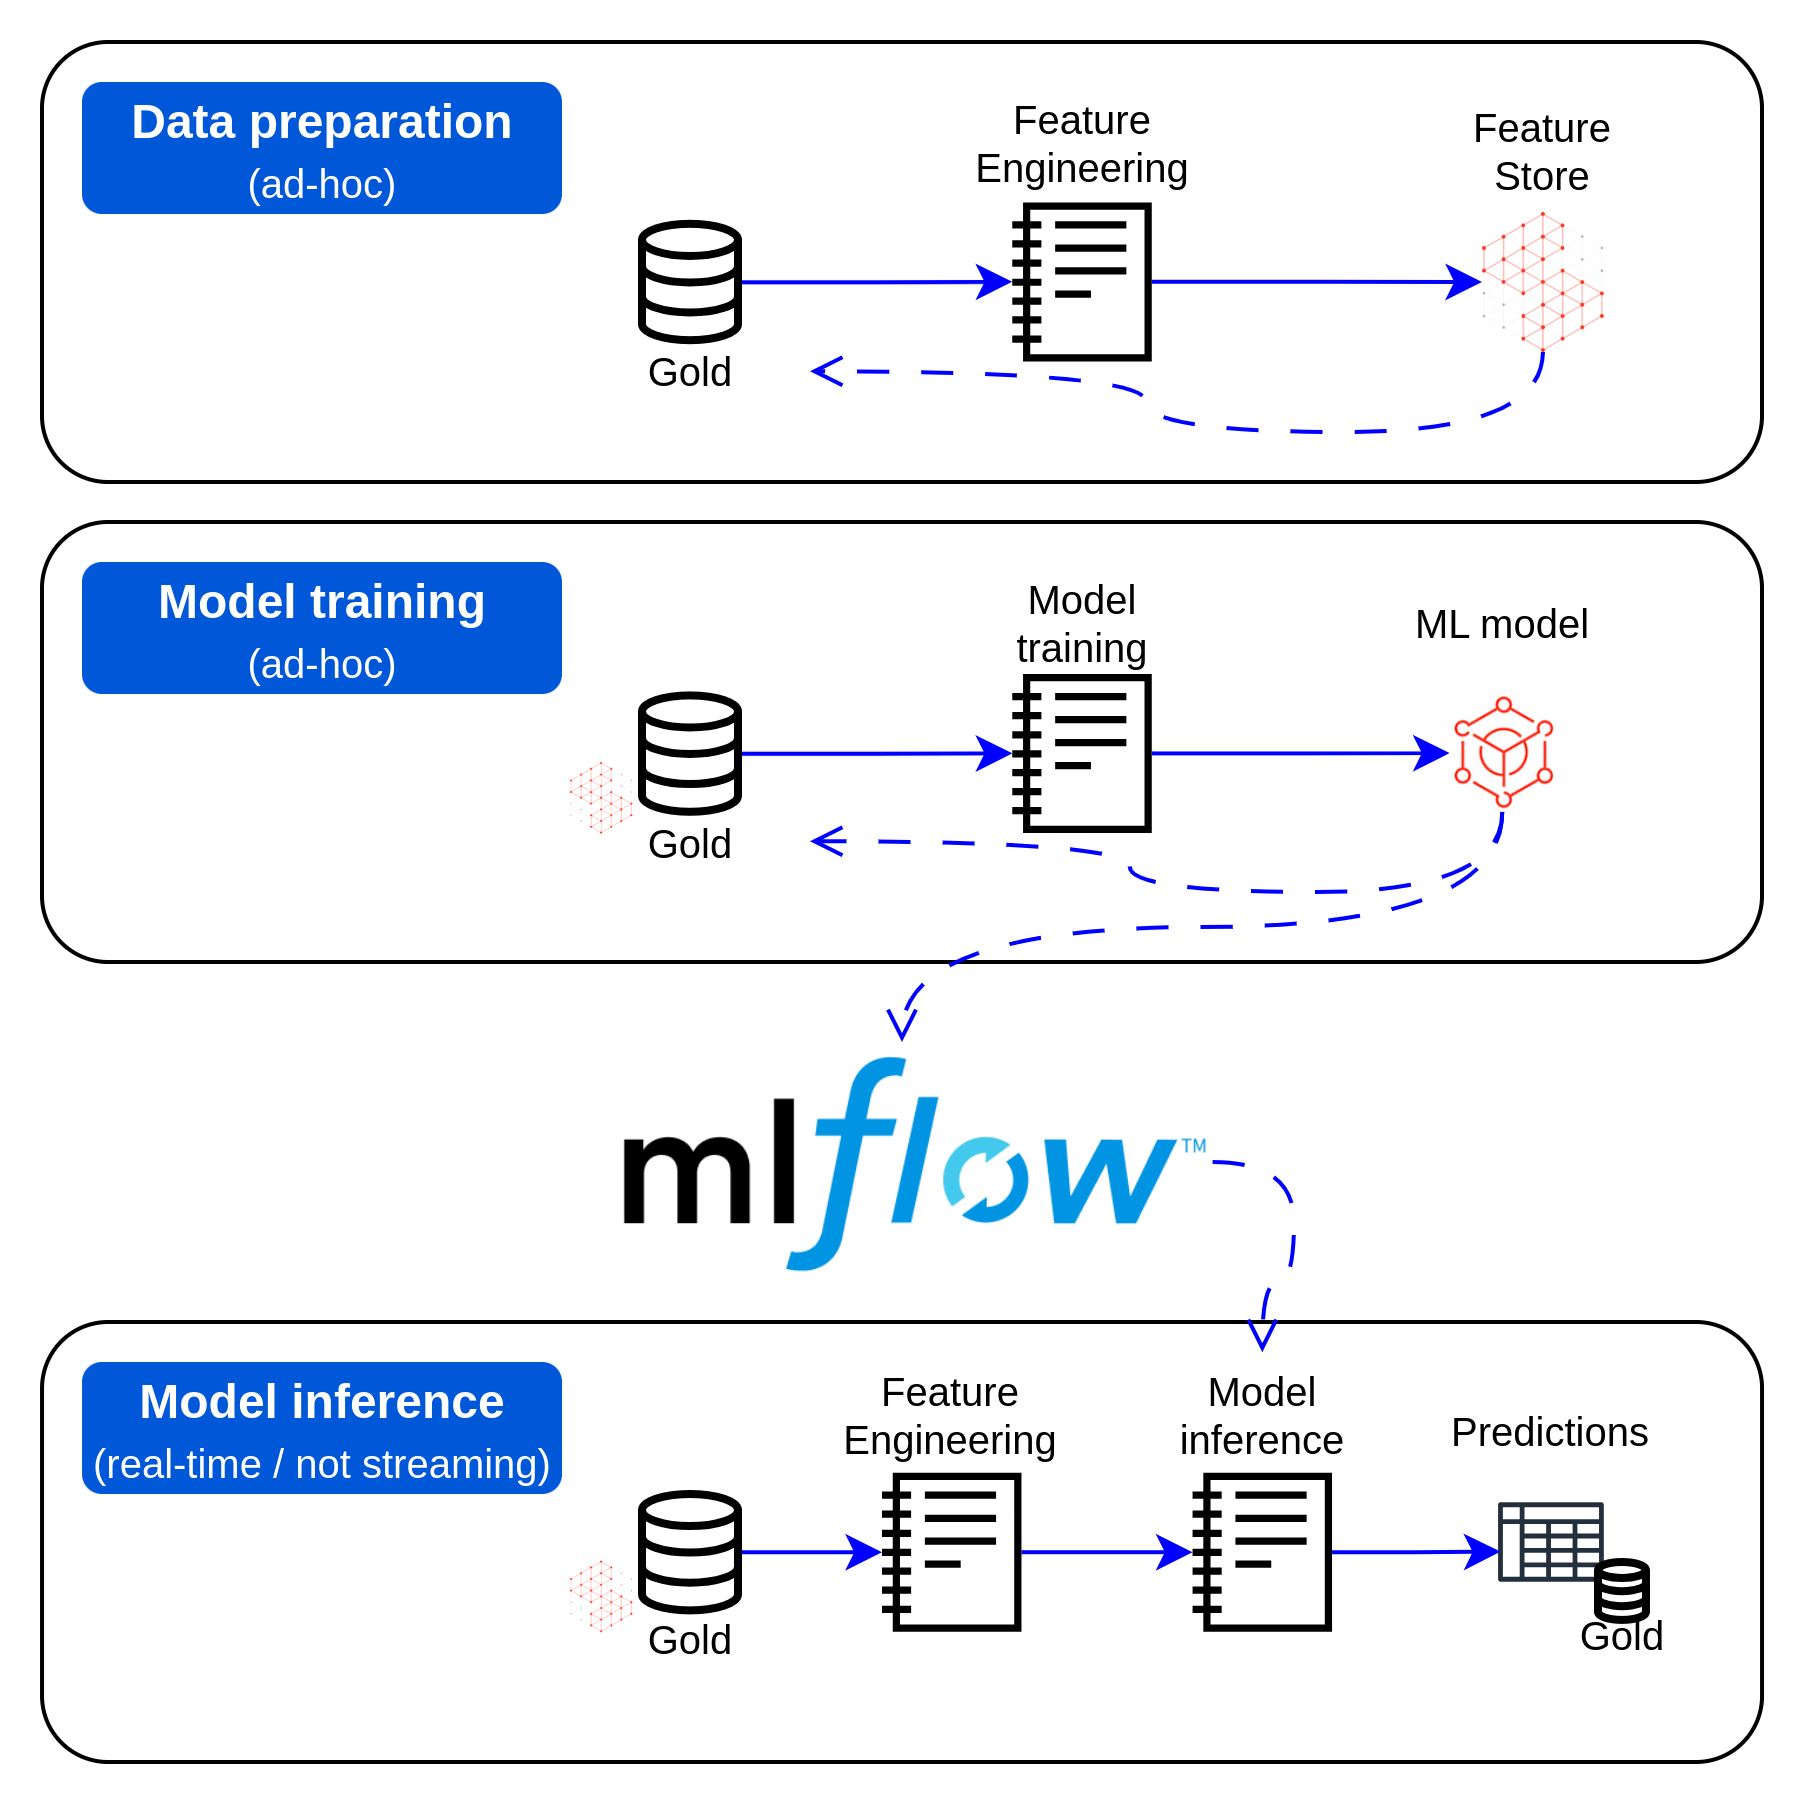 Data preparation
(ad-hoc)
Feature
Engineering
Feature
Store
Gold
Model training
(ad-hoc)
Model
training
ML model
Gold
mlflow™
Model inference
(real-time / not streaming)
Feature
Engineering
Model
inference
Predictions
Gold
Gold